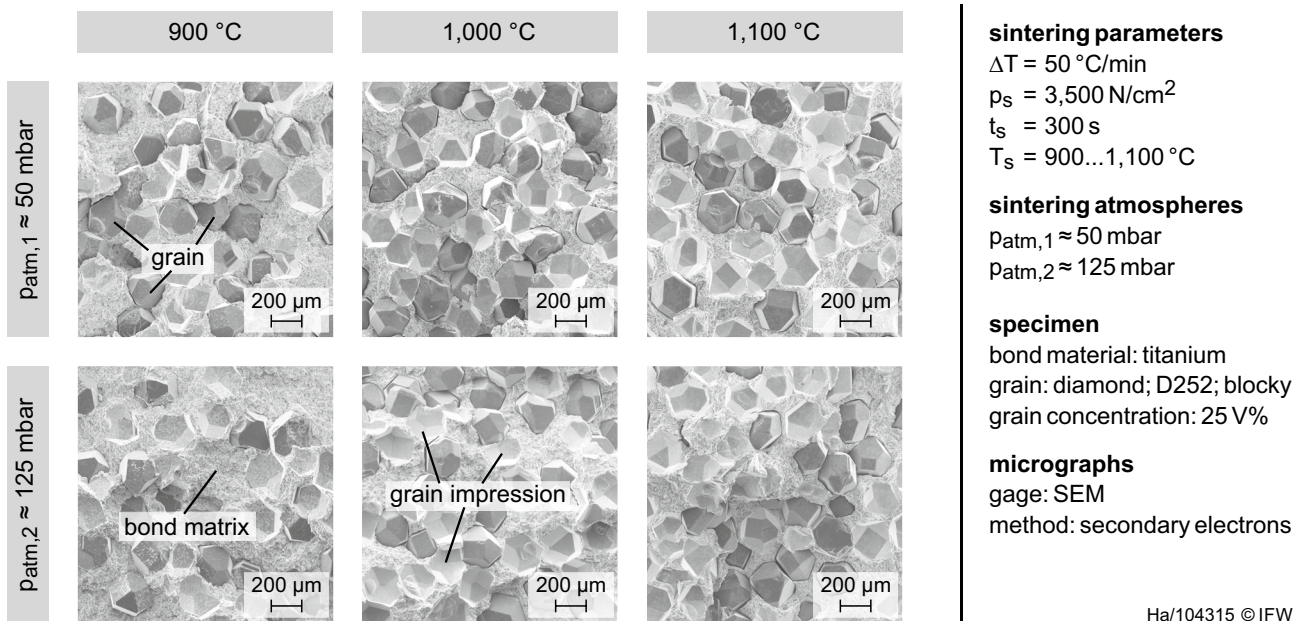 900 °C
1,000 °C
1,100 °C
patm,1 ≈ 50 mbar
grain
200 µm
200 µm
200 µm
patm,2 ≈ 125 mbar
bond matrix
200 µm
grain impression
200 µm
200 µm
sintering parameters
ΔT = 50 °C/min
pS = 3,500 N/cm²
tS = 300 s
TS = 900...1,100 °C
sintering atmospheres
patm,1 ≈ 50 mbar
patm,2 ≈ 125 mbar
specimen
bond material: titanium
grain: diamond; D252; blocky
grain concentration: 25 V%
micrographs
gage: SEM
method: secondary electrons
Ha/104315 © IFW